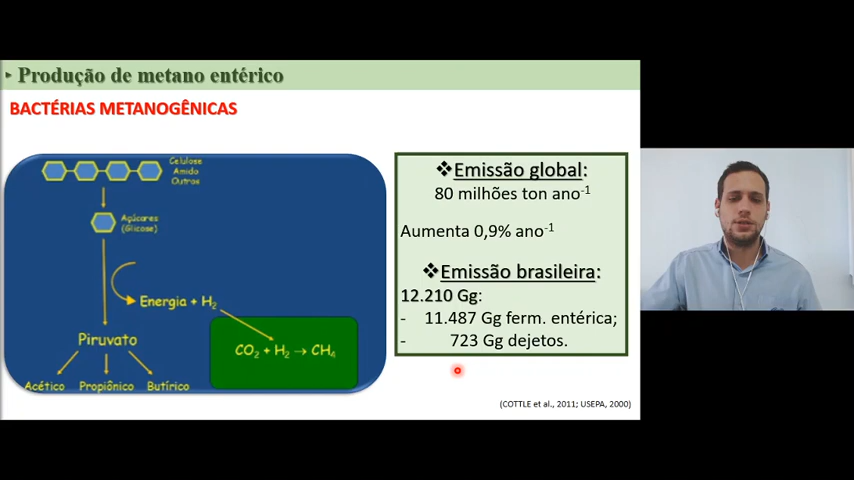 ‣ Produção de metano entérico
BACTÉRIAS METANOGÊNICAS
Celulose
Amido
Outros
Açúcares
(Glicose)
Energia + H₂
Piruvato
CO₂ + H₂ → CH₄
Acético Propiônico Butírico
❖Emissão global:
80 milhões ton ano⁻¹
Aumenta 0,9% ano⁻¹
❖Emissão brasileira:
12.210 Gg:
- 11.487 Gg ferm. entérica;
- 723 Gg dejetos.
(COTTLE et al., 2011; USEPA, 2000)